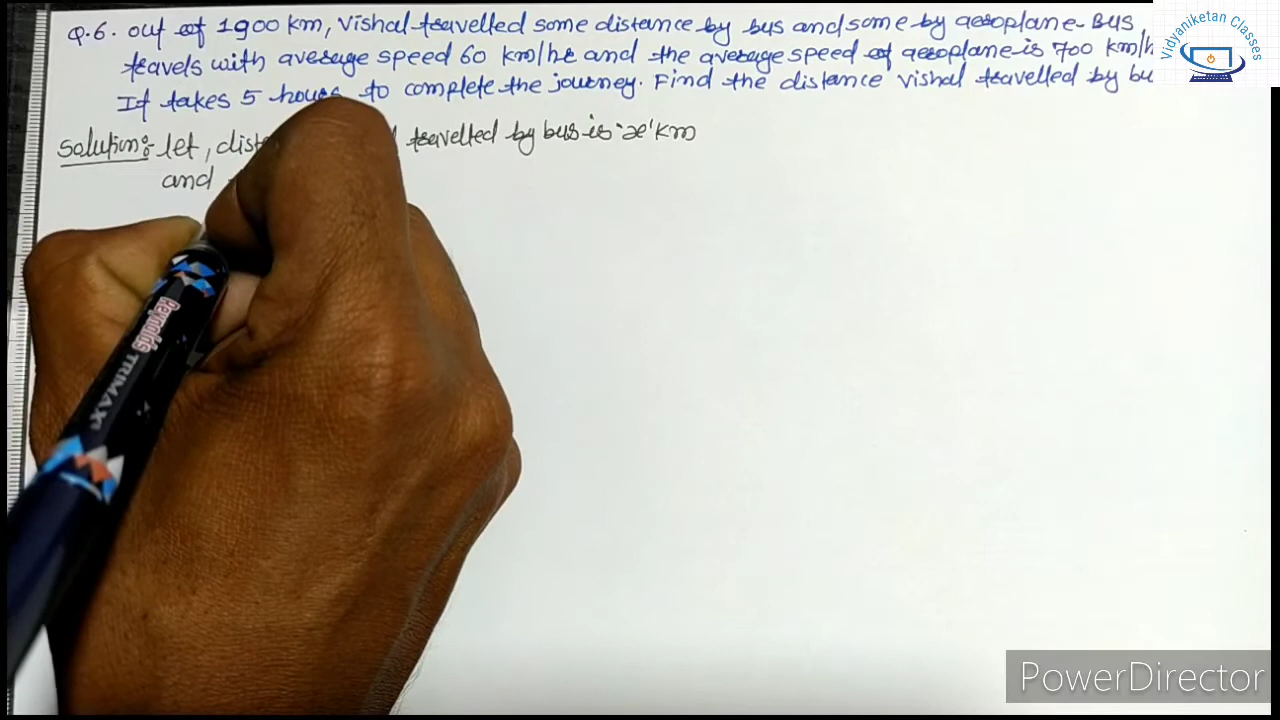 Q.6. out of 1900 km, Vishal travelled some distance by bus and some by aeroplane. Bus
travels with average speed 60 km/hr and the average speed of aeroplane is 700 km/h
It takes 5 hours to complete the journey. Find the distance Vishal travelled by bu
Solution: let, dist travelled by bus is 'x' km
and
Vidyaniketan Classes
Reynolds TRIMAX
PowerDirector